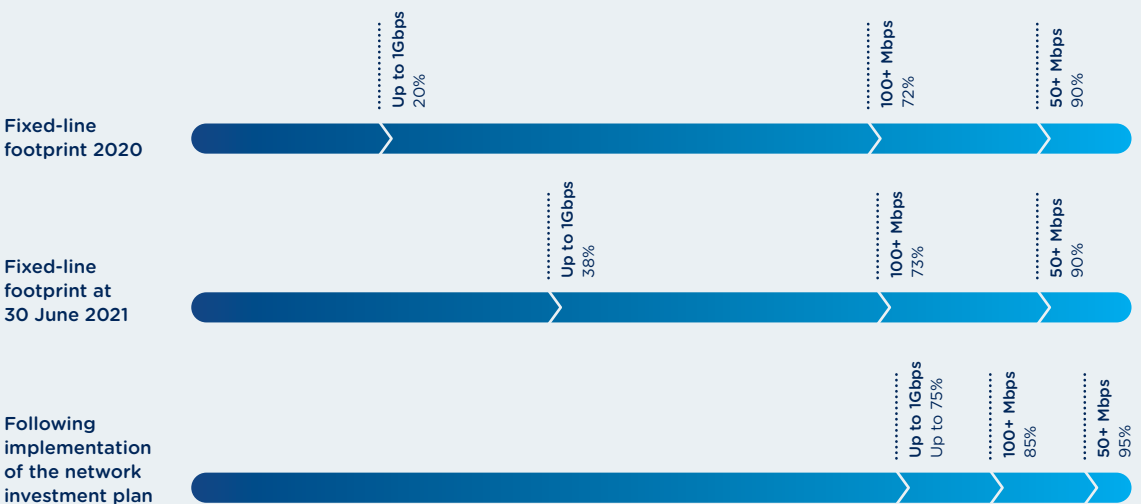 Fixed-line
footprint 2020
Up to 1Gbps
20%
100+ Mbps
72%
50+ Mbps
90%
Fixed-line
footprint at
30 June 2021
Up to 1Gbps
38%
100+ Mbps
73%
50+ Mbps
90%
Following
implementation
of the network
investment plan
Up to 1Gbps
Up to 75%
100+ Mbps
85%
50+ Mbps
95%